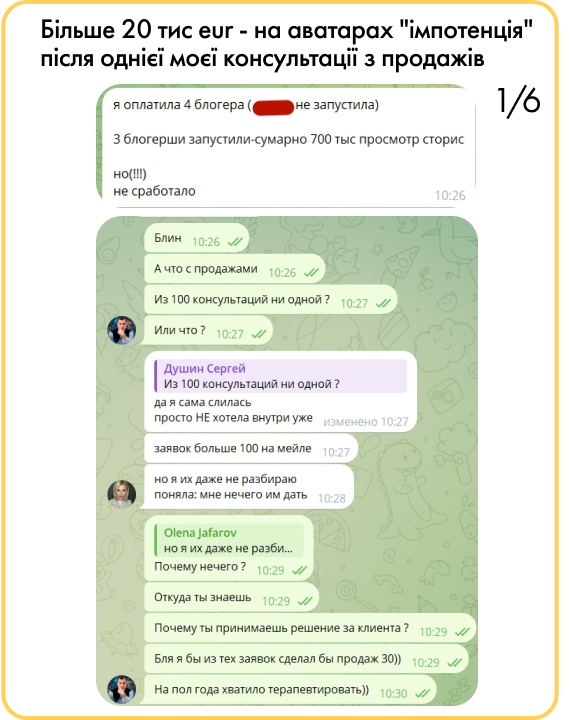 Більше 20 тис eur - на аватарах "імпотенція"
після однієї моєї консультації з продажів
1/6
я оплатила 4 блогера ( не запустила)
3 блогерши запустили-сумарно 700 тыс просмотр сторис
но(!!!)
не сработало
10:26
Блин 10:26
А что с продажами 10:26
Из 100 консультаций ни одной ? 10:27
Или что ? 10:27
Душин Сергей
Из 100 консультаций ни одной ?
да я сама слилась
просто НЕ хотела внутри уже изменено 10:27
заявок больше 100 на мейле 10:27
но я их даже не разбираю
поняла: мне нечего им дать 10:28
Olena Jafarov
но я их даже не разби...
Почему нечего ? 10:29
Откуда ты знаешь 10:29
Почему ты принимаешь решение за клиента ? 10:29
Бля я бы из тех заявок сделал бы продаж 30)) 10:29
На пол года хватило терапевтировать)) 10:30